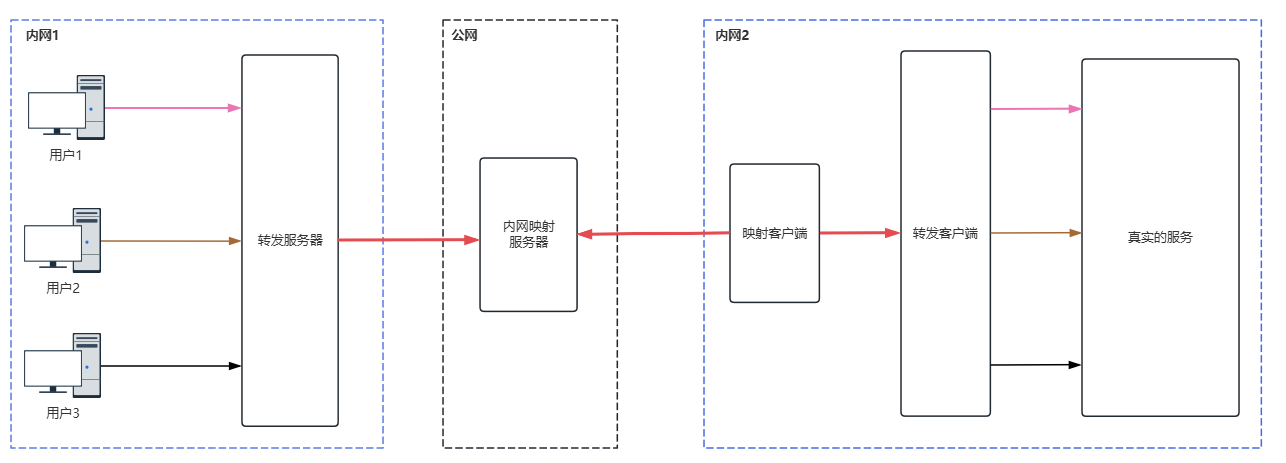 内网1
用户1
用户2
用户3
转发服务器
公网
内网映射
服务器
内网2
映射客户端
转发客户端
真实的服务